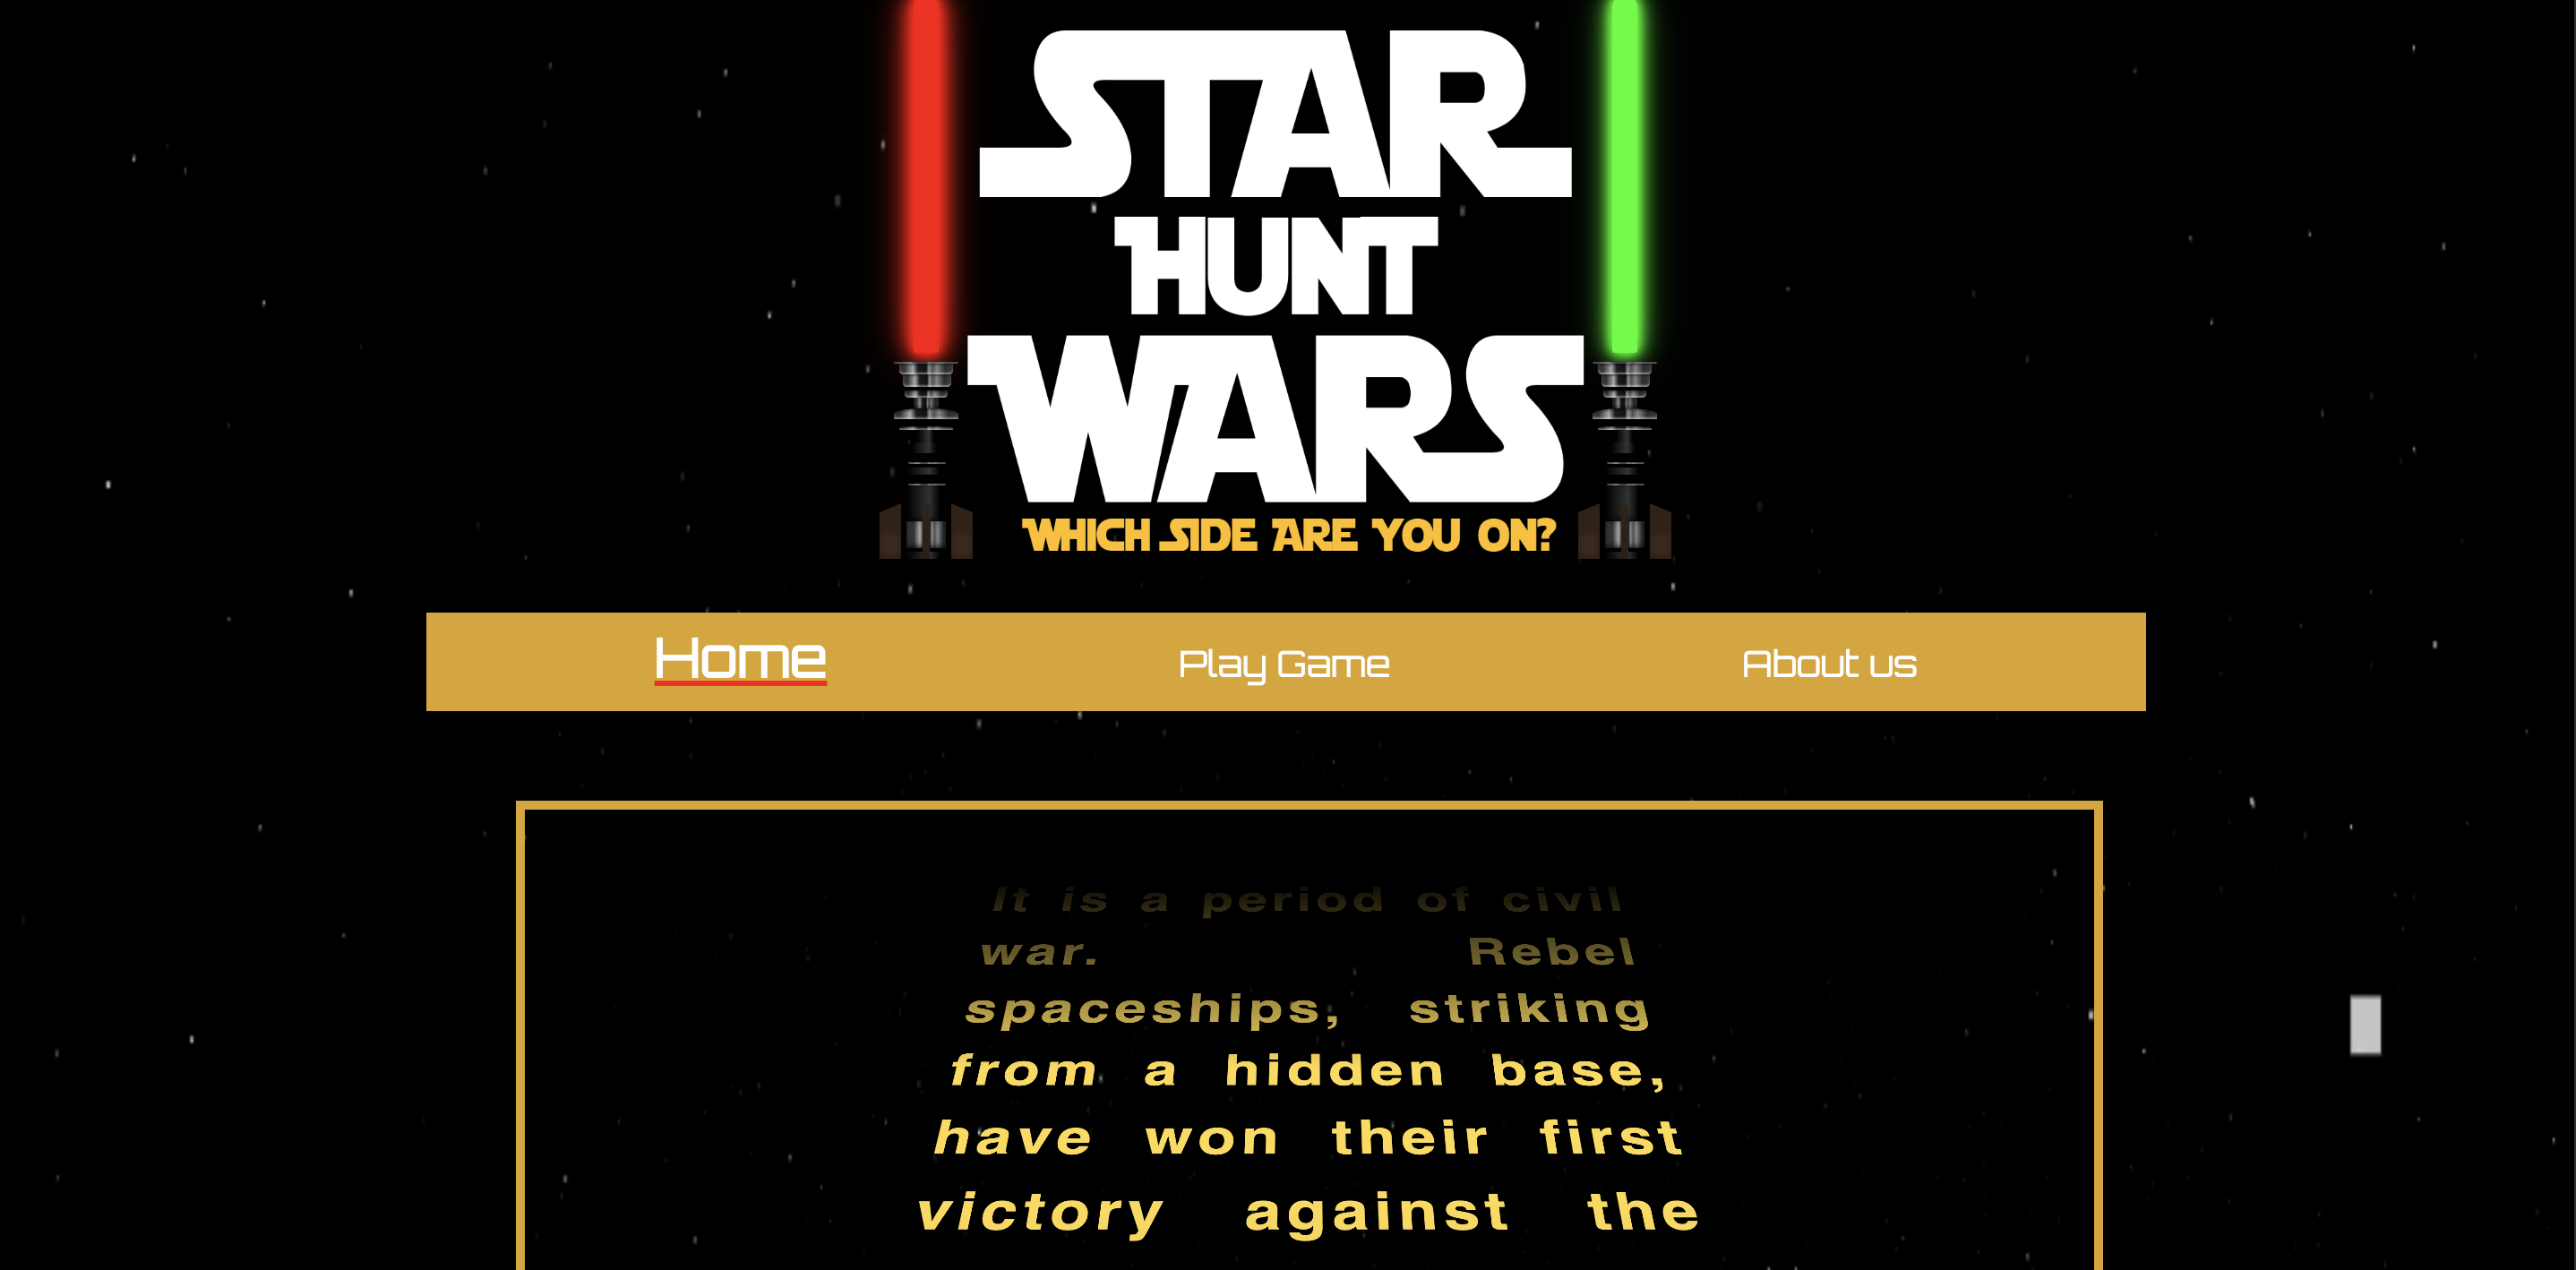 STAR
HUNT
WARS
WHICH SIDE ARE YOU ON?
Home Play Game About us
It is a period of civil
war. Rebel
spaceships, striking
from a hidden base,
have won their first
victory against the